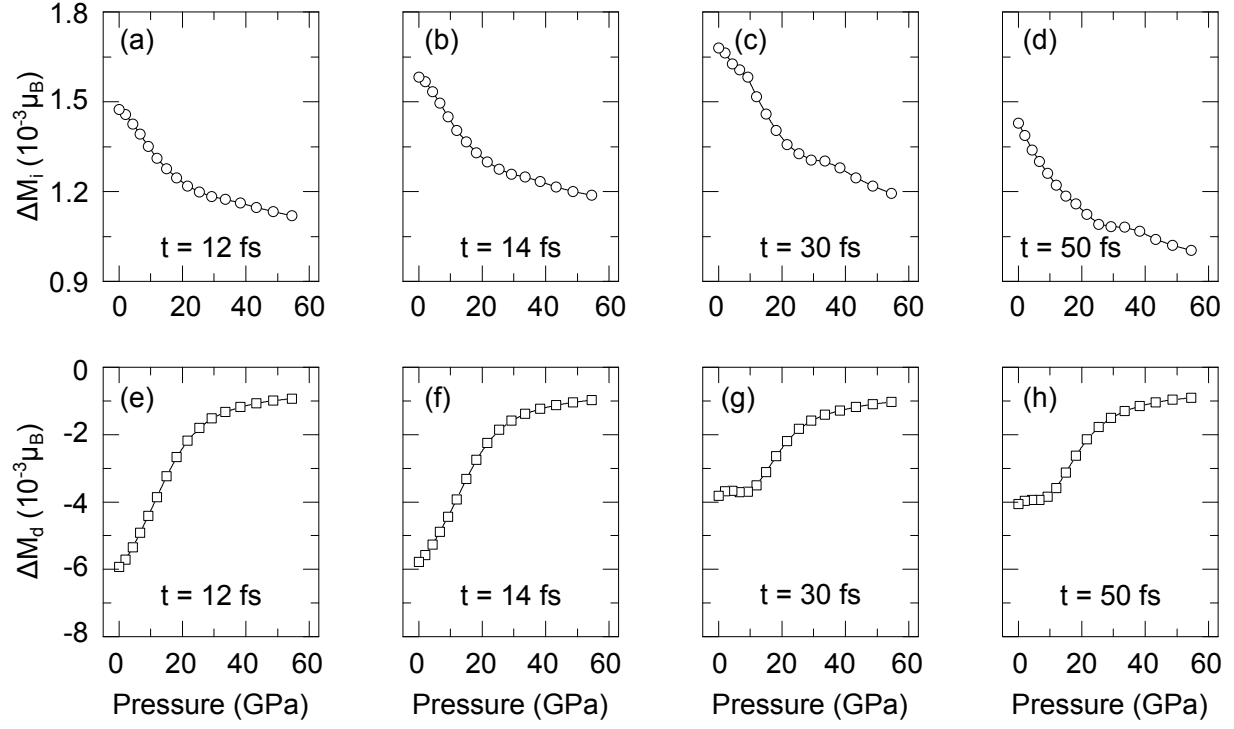 1.8
1.5
1.2
0.9
ΔMᵢ (10⁻³μ_B)
(a)
t = 12 fs
0 20 40 60
(b)
t = 14 fs
0 20 40 60
(c)
t = 30 fs
0 20 40 60
(d)
t = 50 fs
0 20 40 60
0
-2
-4
-6
-8
ΔM_d (10⁻³μ_B)
(e)
t = 12 fs
0 20 40 60
Pressure (GPa)
(f)
t = 14 fs
0 20 40 60
Pressure (GPa)
(g)
t = 30 fs
0 20 40 60
Pressure (GPa)
(h)
t = 50 fs
0 20 40 60
Pressure (GPa)